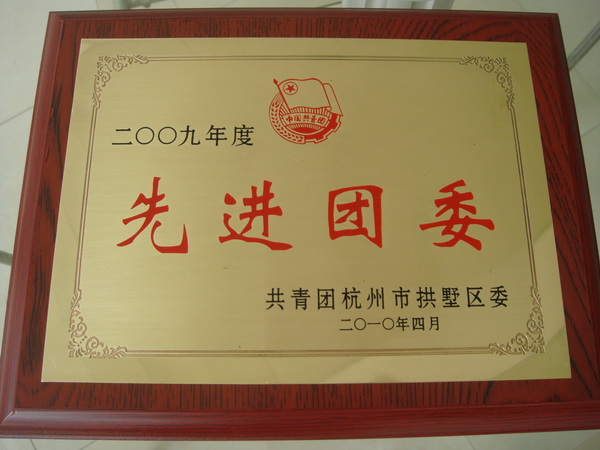 中国共青团
二〇〇九年度
先进团委
共青团杭州市拱墅区委
二〇一〇年四月